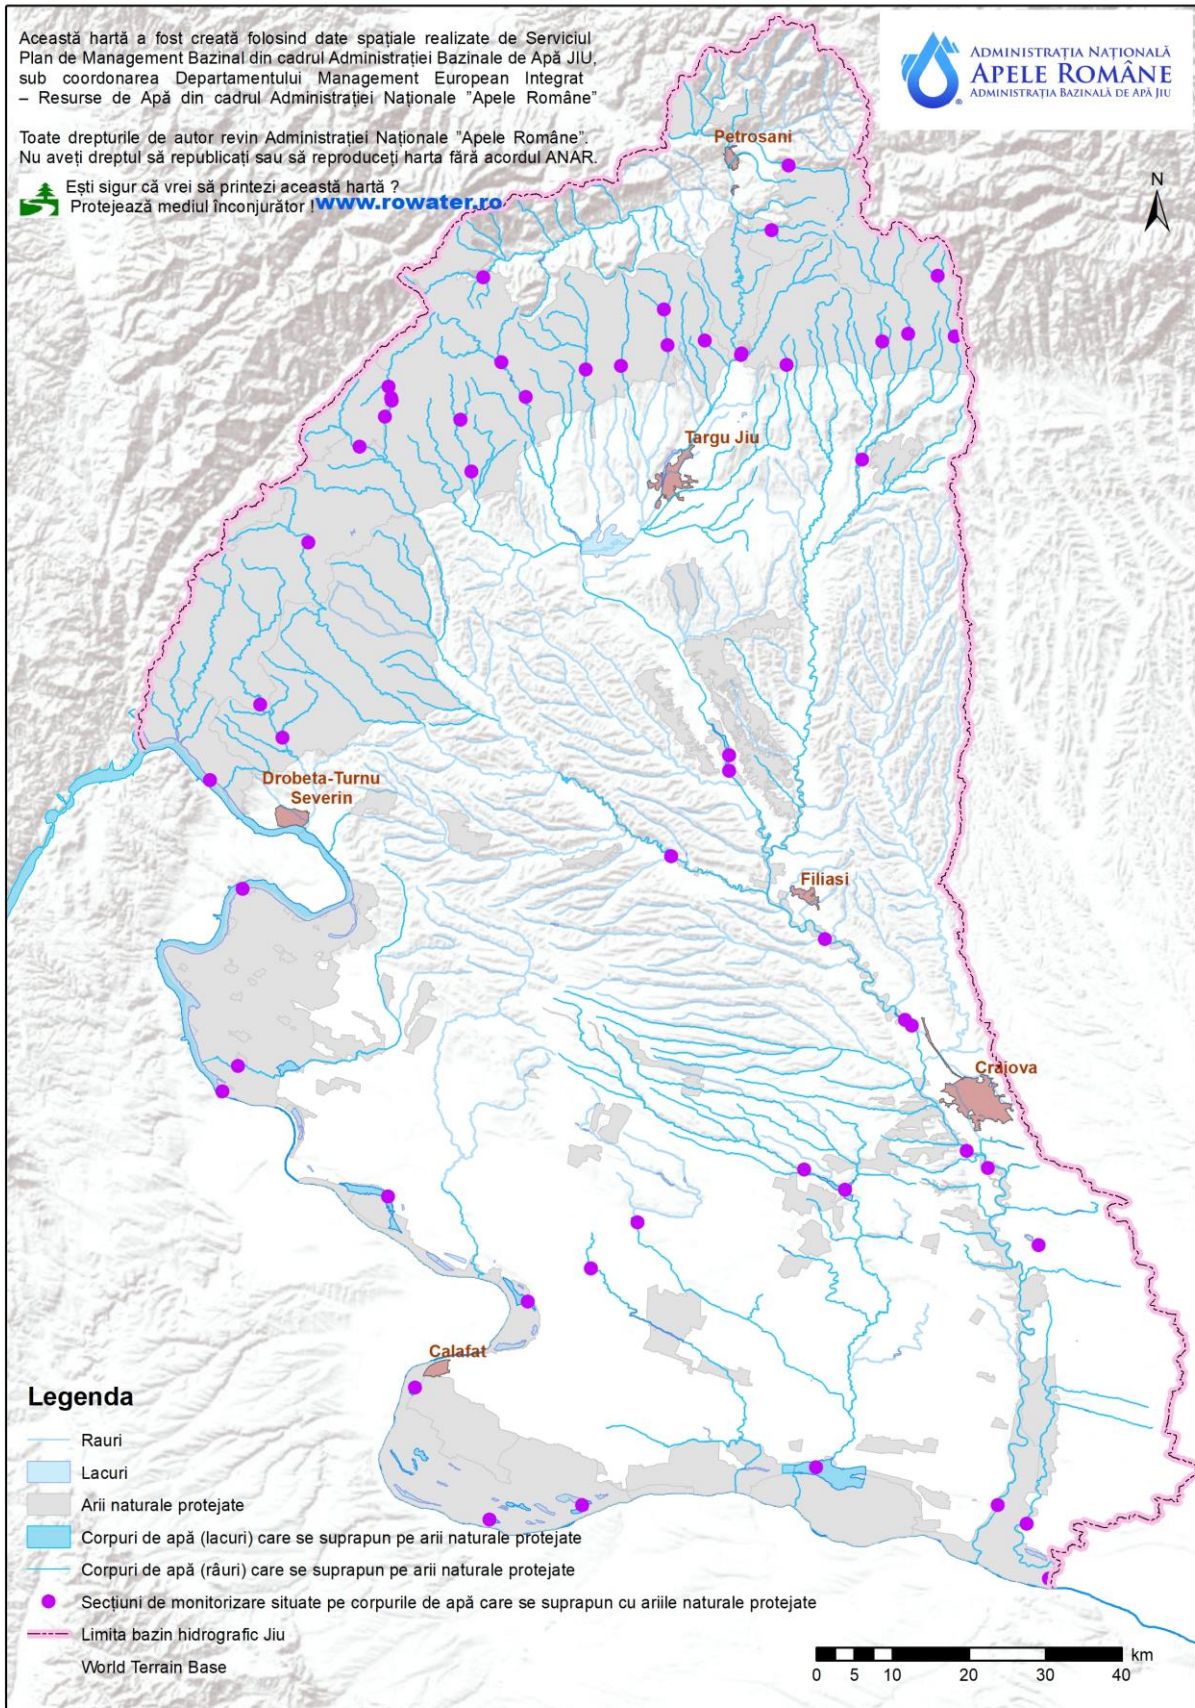 Această hartă a fost creată folosind date spațiale realizate de Serviciul
Plan de Management Bazinal din cadrul Administrației Bazinale de Apă JIU,
sub coordonarea Departamentului Management European Integrat
– Resurse de Apă din cadrul Administrației Naționale "Apele Române"
Toate drepturile de autor revin Administratiei Naționale "Apele Române".
Nu aveți dreptul să republicați sau să reproduceți harta fără acordul ANAR.
Ești sigur că vrei să printezi această hartă ?
Protejează mediul înconjurător ! www.rowater.ro
ADMINISTRAȚIA NAȚIONALĂ
APELE ROMÂNE
ADMINISTRAȚIA BAZINALĂ DE APĂ JIU
®
N
Petrosani
Targu Jiu
Drobeta-Turnu
Severin
Filiasi
Craiova
Calafat
Legenda
Rauri
Lacuri
Arii naturale protejate
Corpuri de apă (lacuri) care se suprapun pe arii naturale protejate
Corpuri de apă (râuri) care se suprapun pe arii naturale protejate
Secțiuni de monitorizare situate pe corpurile de apă care se suprapun cu ariile naturale protejate
Limita bazin hidrografic Jiu
World Terrain Base
km
0 5 10 20 30 40